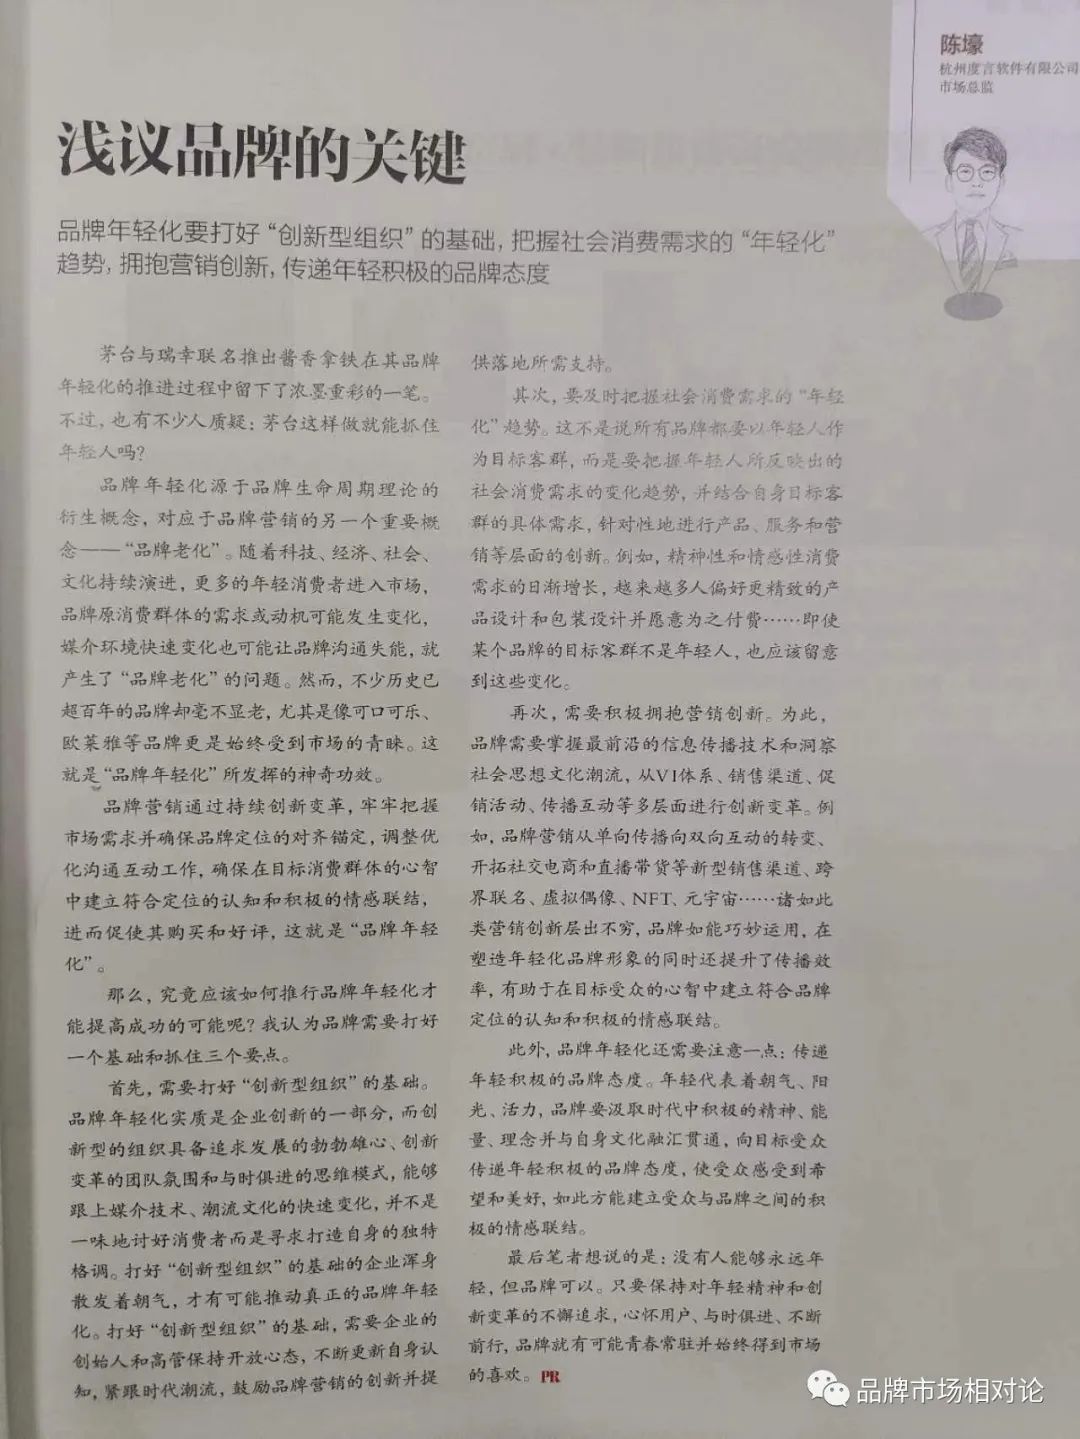 陈壕
杭州度言软件有限公司
市场总监
浅议品牌的关键
品牌年轻化要打好“创新型组织”的基础，把握社会消费需求的“年轻化”
趋势，拥抱营销创新，传递年轻积极的品牌态度
茅台与瑞幸联名推出酱香拿铁在其品牌
年轻化的推进过程中留下了浓墨重彩的一笔。
不过，也有不少人质疑：茅台这样做就能抓住
年轻人吗？
品牌年轻化源于品牌生命周期理论的
衍生概念，对应于品牌营销的另一个重要概
念——“品牌老化”。随着科技、经济、社会、
文化持续演进，更多的年轻消费者进入市场，
品牌原消费群体的需求或动机可能发生变化，
媒介环境快速变化也可能让品牌沟通失能，就
产生了“品牌老化”的问题。然而，不少历史已
超百年的品牌却毫不显老，尤其是像可口可乐、
欧莱雅等品牌更是始终受到市场的青睐。这
就是“品牌年轻化”所发挥的神奇功效。
品牌营销通过持续创新变革，牢牢把握
市场需求并确保品牌定位的对齐锚定，调整优
化沟通互动工作，确保在目标消费群体的心智
中建立符合定位的认知和积极的情感联结，
进而促使其购买和好评，这就是“品牌年轻
化”。
那么，究竟应该如何推行品牌年轻化才
能提高成功的可能呢？我认为品牌需要打好
一个基础和抓住三个要点。
首先，需要打好“创新型组织”的基础。
品牌年轻化实质是企业创新的一部分，而创
新型的组织具备追求发展的勃勃雄心、创新
变革的团队氛围和与时俱进的思维模式，能够
跟上媒介技术、潮流文化的快速变化，并不是
一味地讨好消费者而是寻求打造自身的独特
格调。打好“创新型组织”的基础的企业浑身
散发着朝气，才有可能推动真正的品牌年轻
化。打好“创新型组织”的基础，需要企业的
创始人和高管保持开放心态，不断更新自身认
知，紧跟时代潮流，鼓励品牌营销的创新并提
供落地所需支持。
其次，要及时把握社会消费需求的“年轻
化”趋势。这不是说所有品牌都要以年轻人作
为目标客群，而是要把握年轻人所反映出的
社会消费需求的变化趋势，并结合自身目标客
群的具体需求，针对性地进行产品、服务和营
销等层面的创新。例如，精神性和情感性消费
需求的日渐增长，越来越多人偏好更精致的产
品设计和包装设计并愿意为之付费……即使
某个品牌的目标客群不是年轻人，也应该留意
到这些变化。
再次，需要积极拥抱营销创新。为此，
品牌需要掌握最前沿的信息传播技术和洞察
社会思想文化潮流，从VI体系、销售渠道、促
销活动、传播互动等多层面进行创新变革。例
如，品牌营销从单向传播向双向互动的转变、
开拓社交电商和直播带货等新型销售渠道、跨
界联名、虚拟偶像、NFT、元宇宙……诸如此
类营销创新层出不穷，品牌如能巧妙运用，在
塑造年轻化品牌形象的同时还提升了传播效
率，有助于在目标受众的心智中建立符合品牌
定位的认知和积极的情感联结。
此外，品牌年轻化还需要注意一点：传递
年轻积极的品牌态度。年轻代表着朝气、阳
光、活力，品牌要汲取时代中积极的精神、能
量、理念并与自身文化融汇贯通，向目标受众
传递年轻积极的品牌态度，使受众感受到希
望和美好，如此方能建立受众与品牌之间的积
极的情感联结。
最后笔者想说的是：没有人能够永远年
轻，但品牌可以。只要保持对年轻精神和创
新变革的不懈追求，心怀用户、与时俱进、不断
前行，品牌就有可能青春常驻并始终得到市场
的喜欢。PR
品牌市场相对论